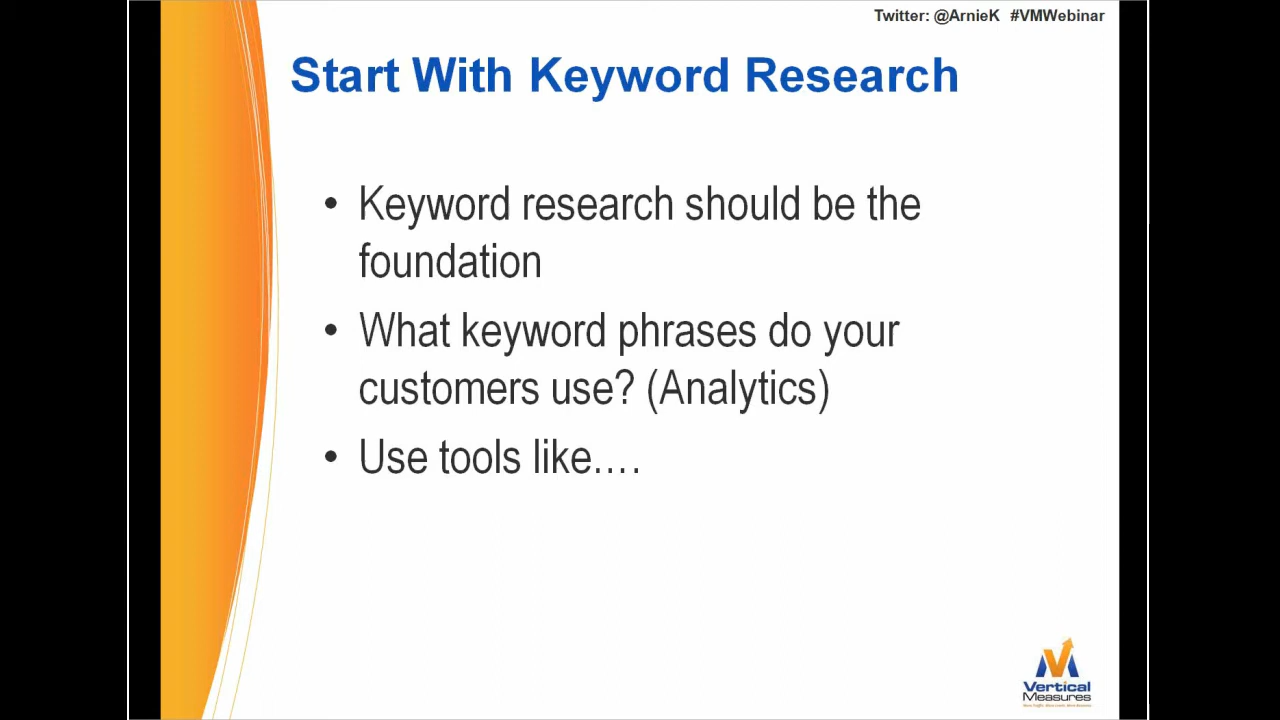 Twitter: @ArnieK #VMWebinar
Start With Keyword Research
• Keyword research should be the
foundation
• What keyword phrases do your
customers use? (Analytics)
• Use tools like....
Vertical
Measures